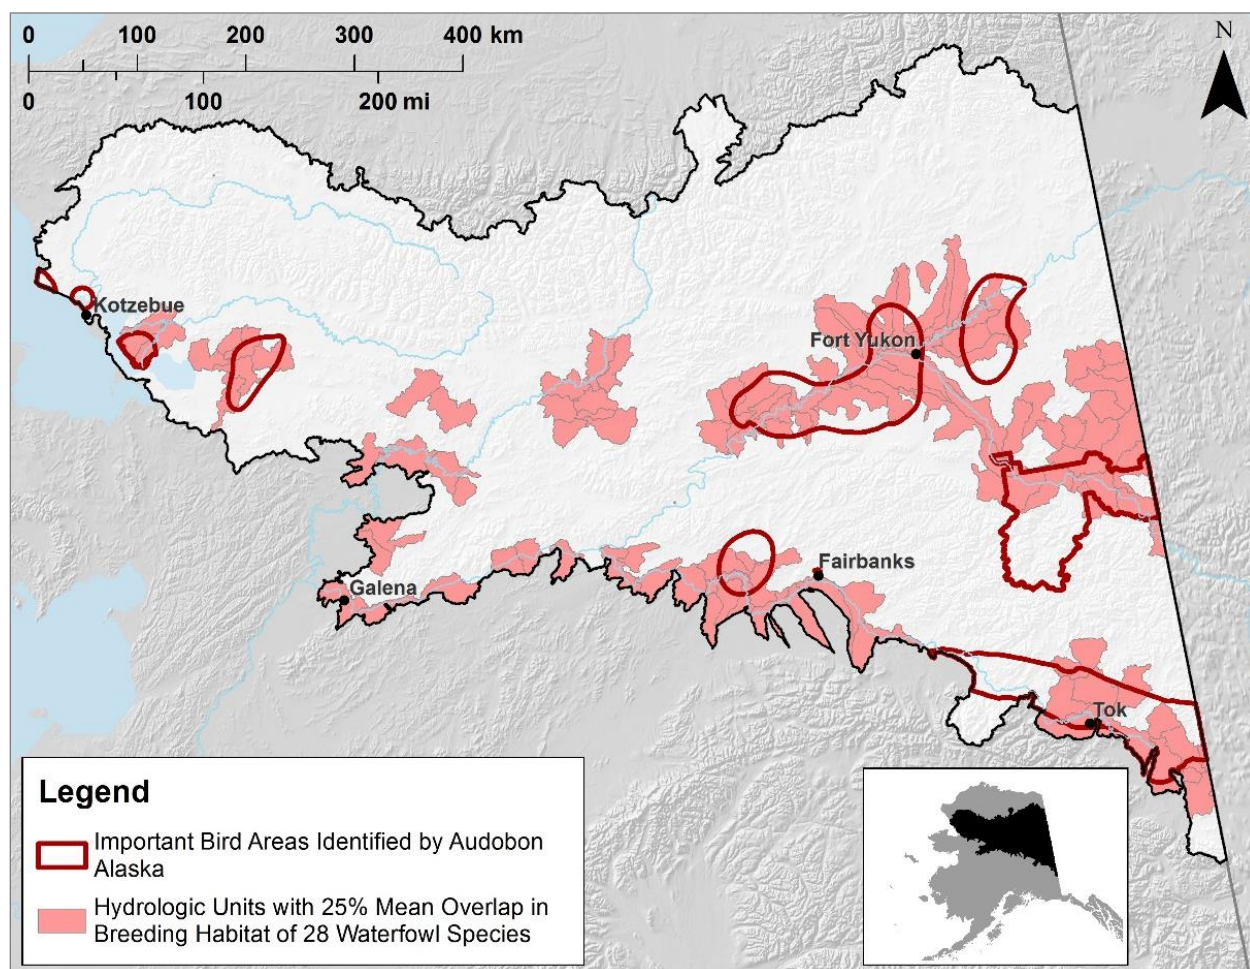 0 100 200 300 400 km
0 100 200 mi
N
Kotzebue
Fort Yukon
Fairbanks
Galena
Tok
Legend
Important Bird Areas Identified by Audobon
Alaska
Hydrologic Units with 25% Mean Overlap in
Breeding Habitat of 28 Waterfowl Species